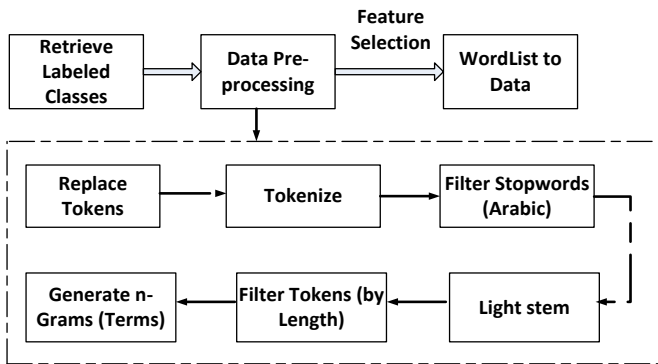 Feature
Selection
Retrieve
Labeled
Classes
Data Pre-
processing
WordList to
Data
Replace
Tokens
Tokenize
Filter Stopwords
(Arabic)
Generate n-
Grams (Terms)
Filter Tokens (by
Length)
Light stem